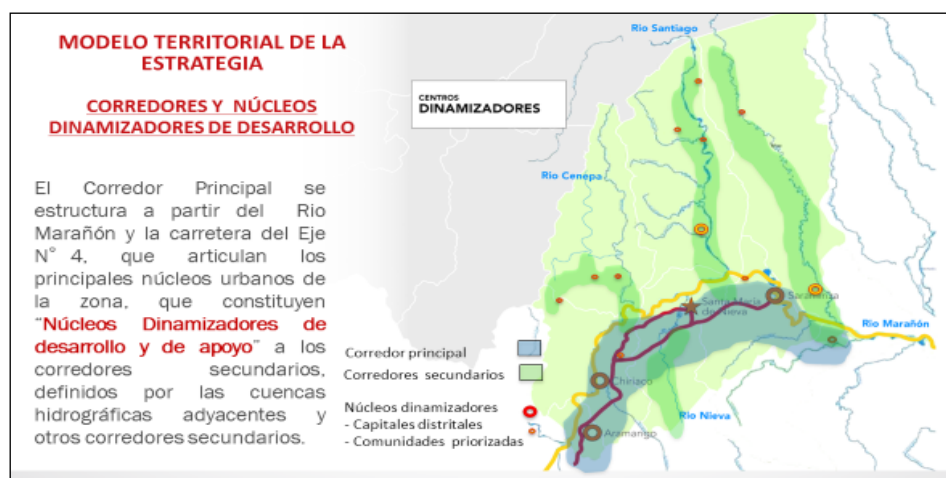 MODELO TERRITORIAL DE LA
ESTRATEGIA
CORREDORES Y NÚCLEOS
DINAMIZADORES DE DESARROLLO
El Corredor Principal se
estructura a partir del Rio
Marañón y la carretera del Eje
N° 4, que articulan los
principales núcleos urbanos de
la zona, que constituyen
“Núcleos Dinamizadores de
desarrollo y de apoyo” a los
corredores secundarios,
definidos por las cuencas
hidrográficas adyacentes y
otros corredores secundarios.
CENTROS
DINAMIZADORES
Rio Santiago
Rio Cenepa
Santa María
de Nieva
Saramiriza
Rio Marañón
Chiriaco
Rio Nieva
Aramango
Corredor principal
Corredores secundarios
Núcleos dinamizadores
- Capitales distritales
- Comunidades priorizadas